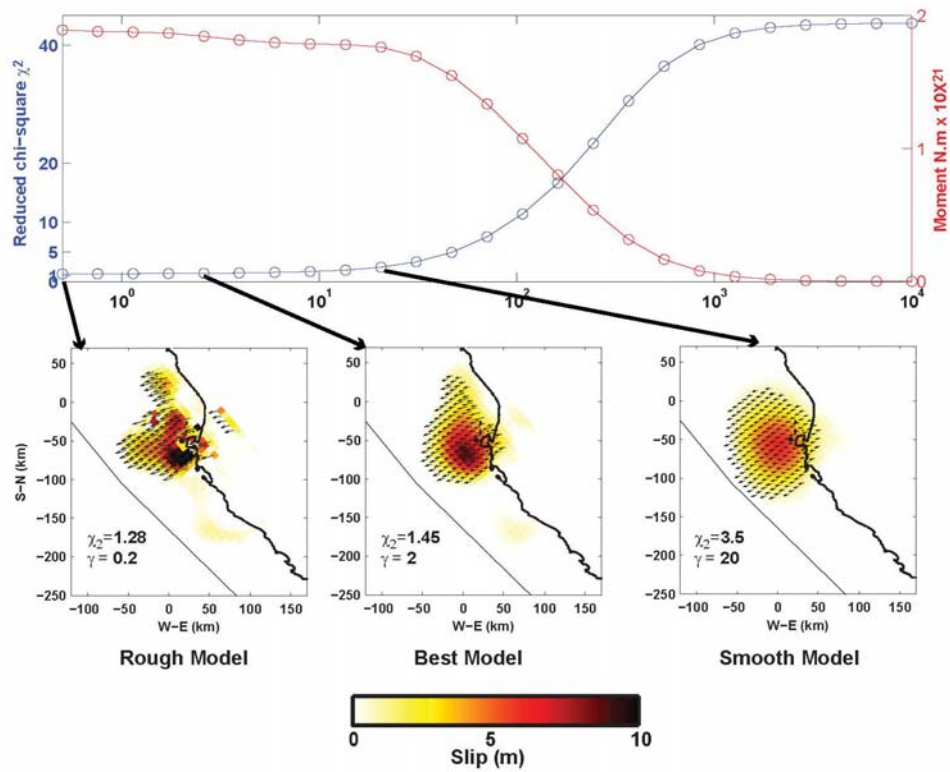 Reduced chi-square χ²
40
20
10
5
1
0
2
1
0
Moment N.m x 10X²¹
10⁰ 10¹ 10² 10³ 10⁴
50
0
−50
−100
−150
−200
−250
S−N (km)
χ₂=1.28
γ = 0.2
−100 −50 0 50 100 150
W−E (km)
Rough Model
50
0
−50
−100
−150
−200
−250
χ₂=1.45
γ = 2
−100 −50 0 50 100 150
W−E (km)
Best Model
50
0
−50
−100
−150
−200
−250
χ₂=3.5
γ = 20
−100 −50 0 50 100 150
W−E (km)
Smooth Model
0 5 10
Slip (m)